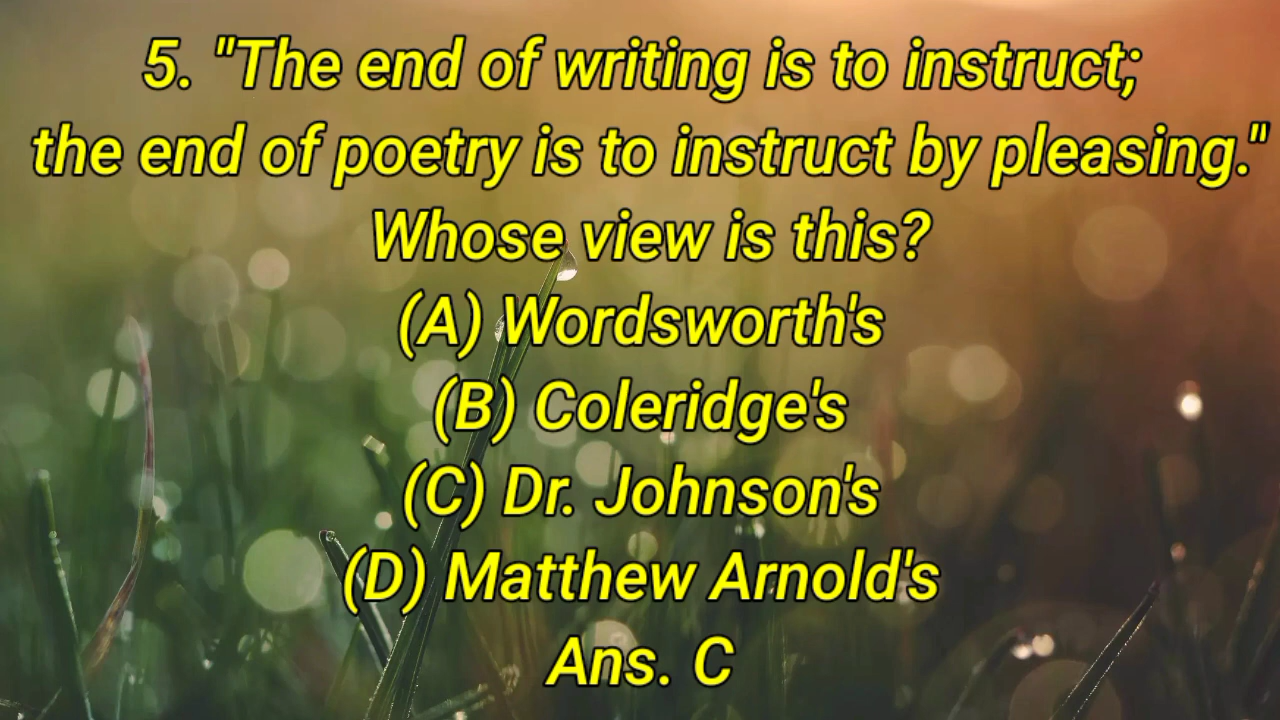 5. "The end of writing is to instruct;
the end of poetry is to instruct by pleasing."
Whose view is this?
(A) Wordsworth's
(B) Coleridge's
(C) Dr. Johnson's
(D) Matthew Arnold's
Ans. C